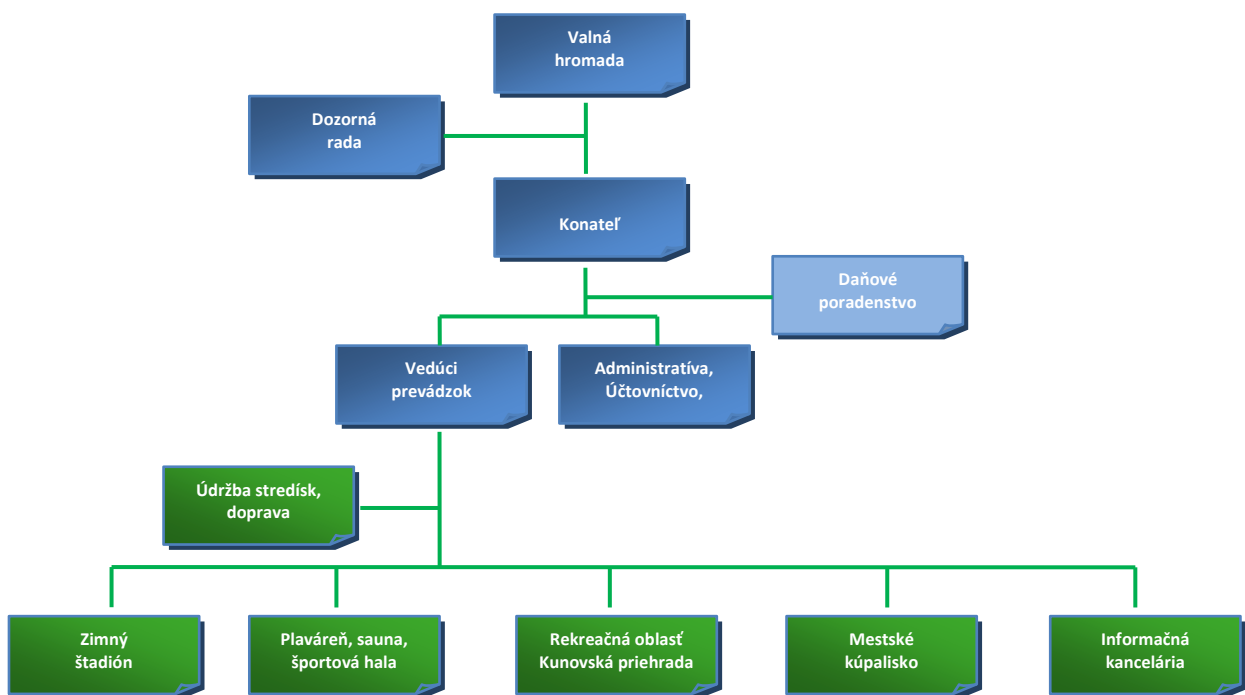 Valná
hromada
Dozorná
rada
Konateľ
Daňové
poradenstvo
Vedúci
prevádzok
Administratíva,
Účtovníctvo,
Údržba stredísk,
doprava
Zimný
štadión
Plaváreň, sauna,
športová hala
Rekreačná oblasť
Kunovská priehrada
Mestské
kúpalisko
Informačná
kancelária